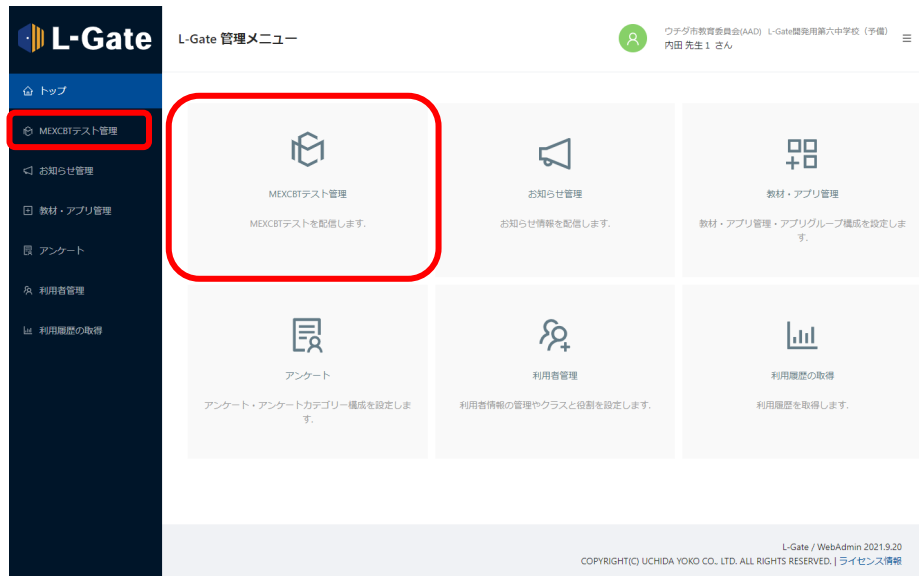 L-Gate
L-Gate 管理メニュー
ウチダ市教育委員会(AAD) L-Gate開発用第六中学校（予備）
内田 先生１ さん
トップ
MEXCBTテスト管理
お知らせ管理
教材・アプリ管理
アンケート
利用者管理
利用履歴の取得
MEXCBTテスト管理
MEXCBTテストを配信します.
お知らせ管理
お知らせ情報を配信します.
教材・アプリ管理
教材・アプリ管理・アプリグループ構成を設定しま
す.
アンケート
アンケート・アンケートカテゴリー構成を設定しま
す.
利用者管理
利用者情報の管理やクラスと役割を設定します.
利用履歴の取得
利用履歴を取得します.
L-Gate / WebAdmin 2021.9.20
COPYRIGHT(C) UCHIDA YOKO CO., LTD. ALL RIGHTS RESERVED. | ライセンス情報